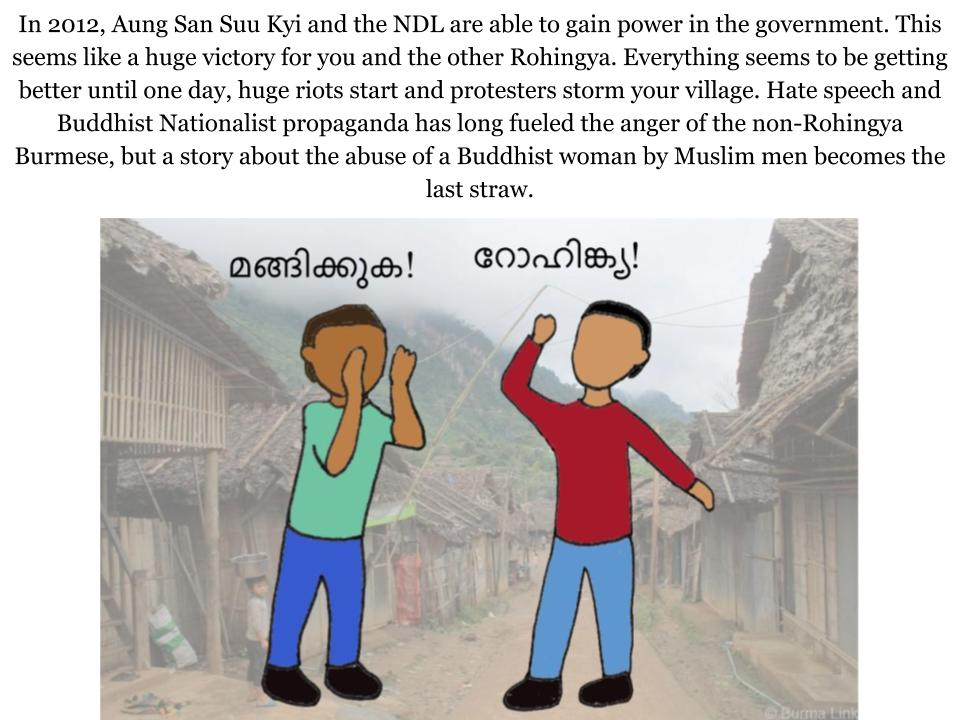 In 2012, Aung San Suu Kyi and the NDL are able to gain power in the government. This
seems like a huge victory for you and the other Rohingya. Everything seems to be getting
better until one day, huge riots start and protesters storm your village. Hate speech and
Buddhist Nationalist propaganda has long fueled the anger of the non-Rohingya
Burmese, but a story about the abuse of a Buddhist woman by Muslim men becomes the
last straw.
മങ്ങിക്കുക! റോഹിങ്ക്യ!
© Burma Link